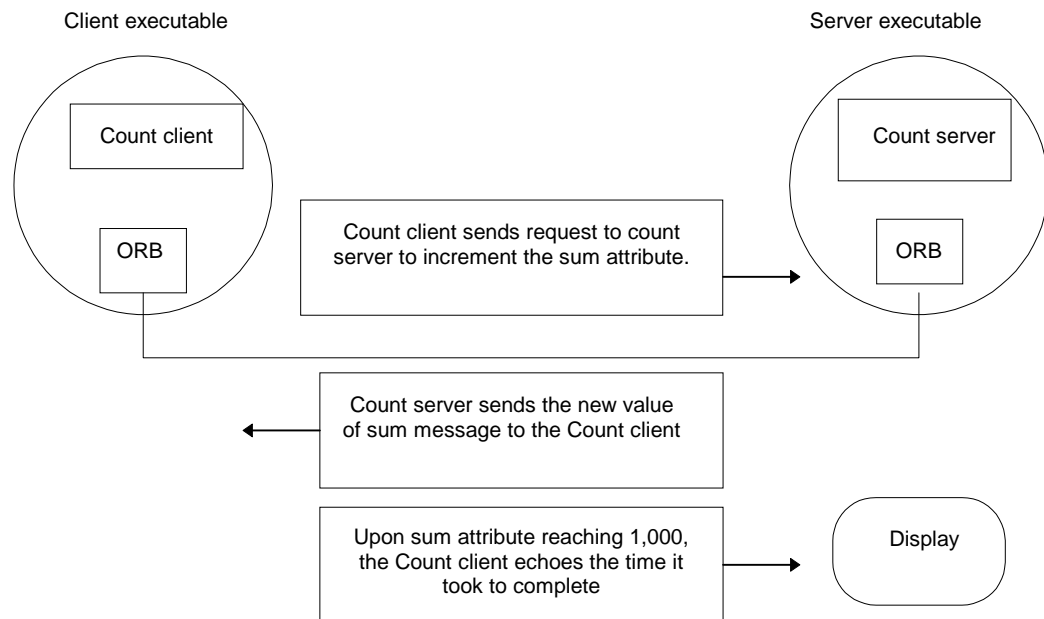 Client executable
Server executable
Count client
Count server
ORB
Count client sends request to count
server to increment the sum attribute.
ORB
Count server sends the new value
of sum message to the Count client
Upon sum attribute reaching 1,000,
the Count client echoes the time it
took to complete
Display